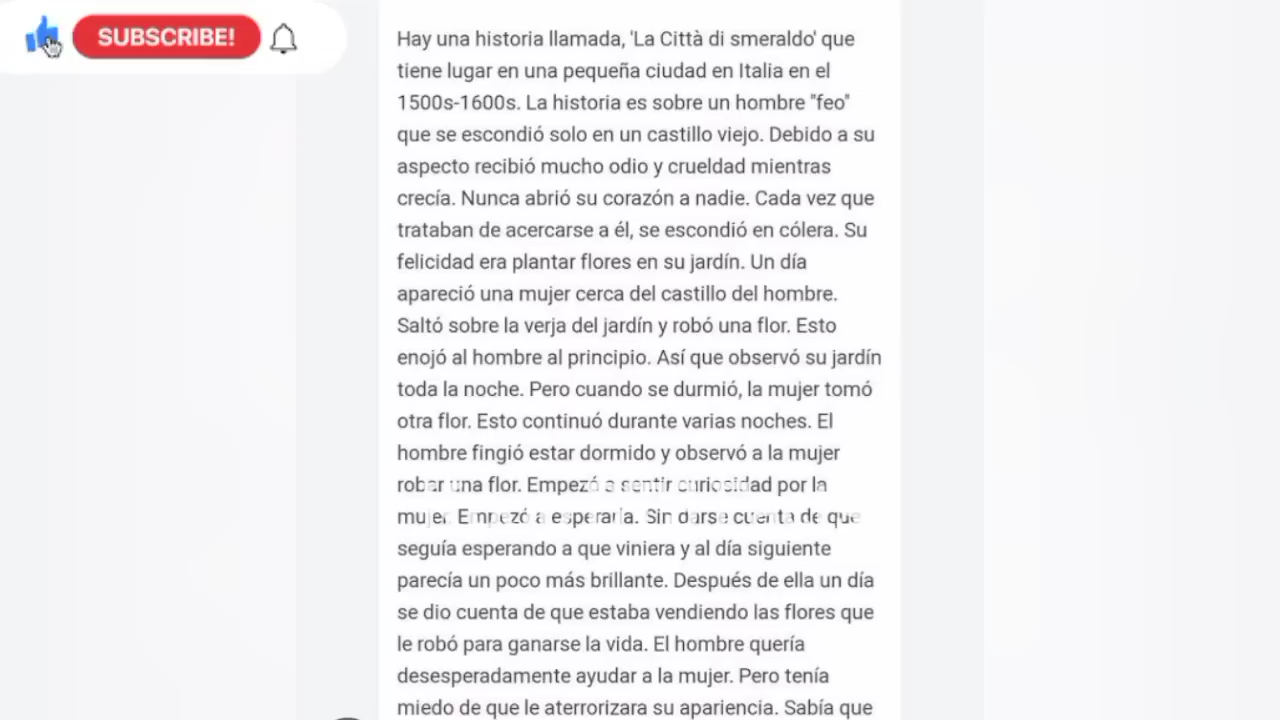 SUBSCRIBE!
Hay una historia llamada, 'La Città di smeraldo' que
tiene lugar en una pequeña ciudad en Italia en el
1500s-1600s. La historia es sobre un hombre "feo"
que se escondió solo en un castillo viejo. Debido a su
aspecto recibió mucho odio y crueldad mientras
crecía. Nunca abrió su corazón a nadie. Cada vez que
trataban de acercarse a él, se escondió en cólera. Su
felicidad era plantar flores en su jardín. Un día
apareció una mujer cerca del castillo del hombre.
Saltó sobre la verja del jardín y robó una flor. Esto
enojó al hombre al principio. Así que observó su jardín
toda la noche. Pero cuando se durmió, la mujer tomó
otra flor. Esto continuó durante varias noches. El
hombre fingió estar dormido y observó a la mujer
robar una flor. Empezó a sentir curiosidad por la
mujer. Empezó a esperarla. Sin darse cuenta de que
seguía esperando a que viniera y al día siguiente
parecía un poco más brillante. Después de ella un día
se dio cuenta de que estaba vendiendo las flores que
le robó para ganarse la vida. El hombre quería
desesperadamente ayudar a la mujer. Pero tenía
miedo de que le aterrorizara su apariencia. Sabía que